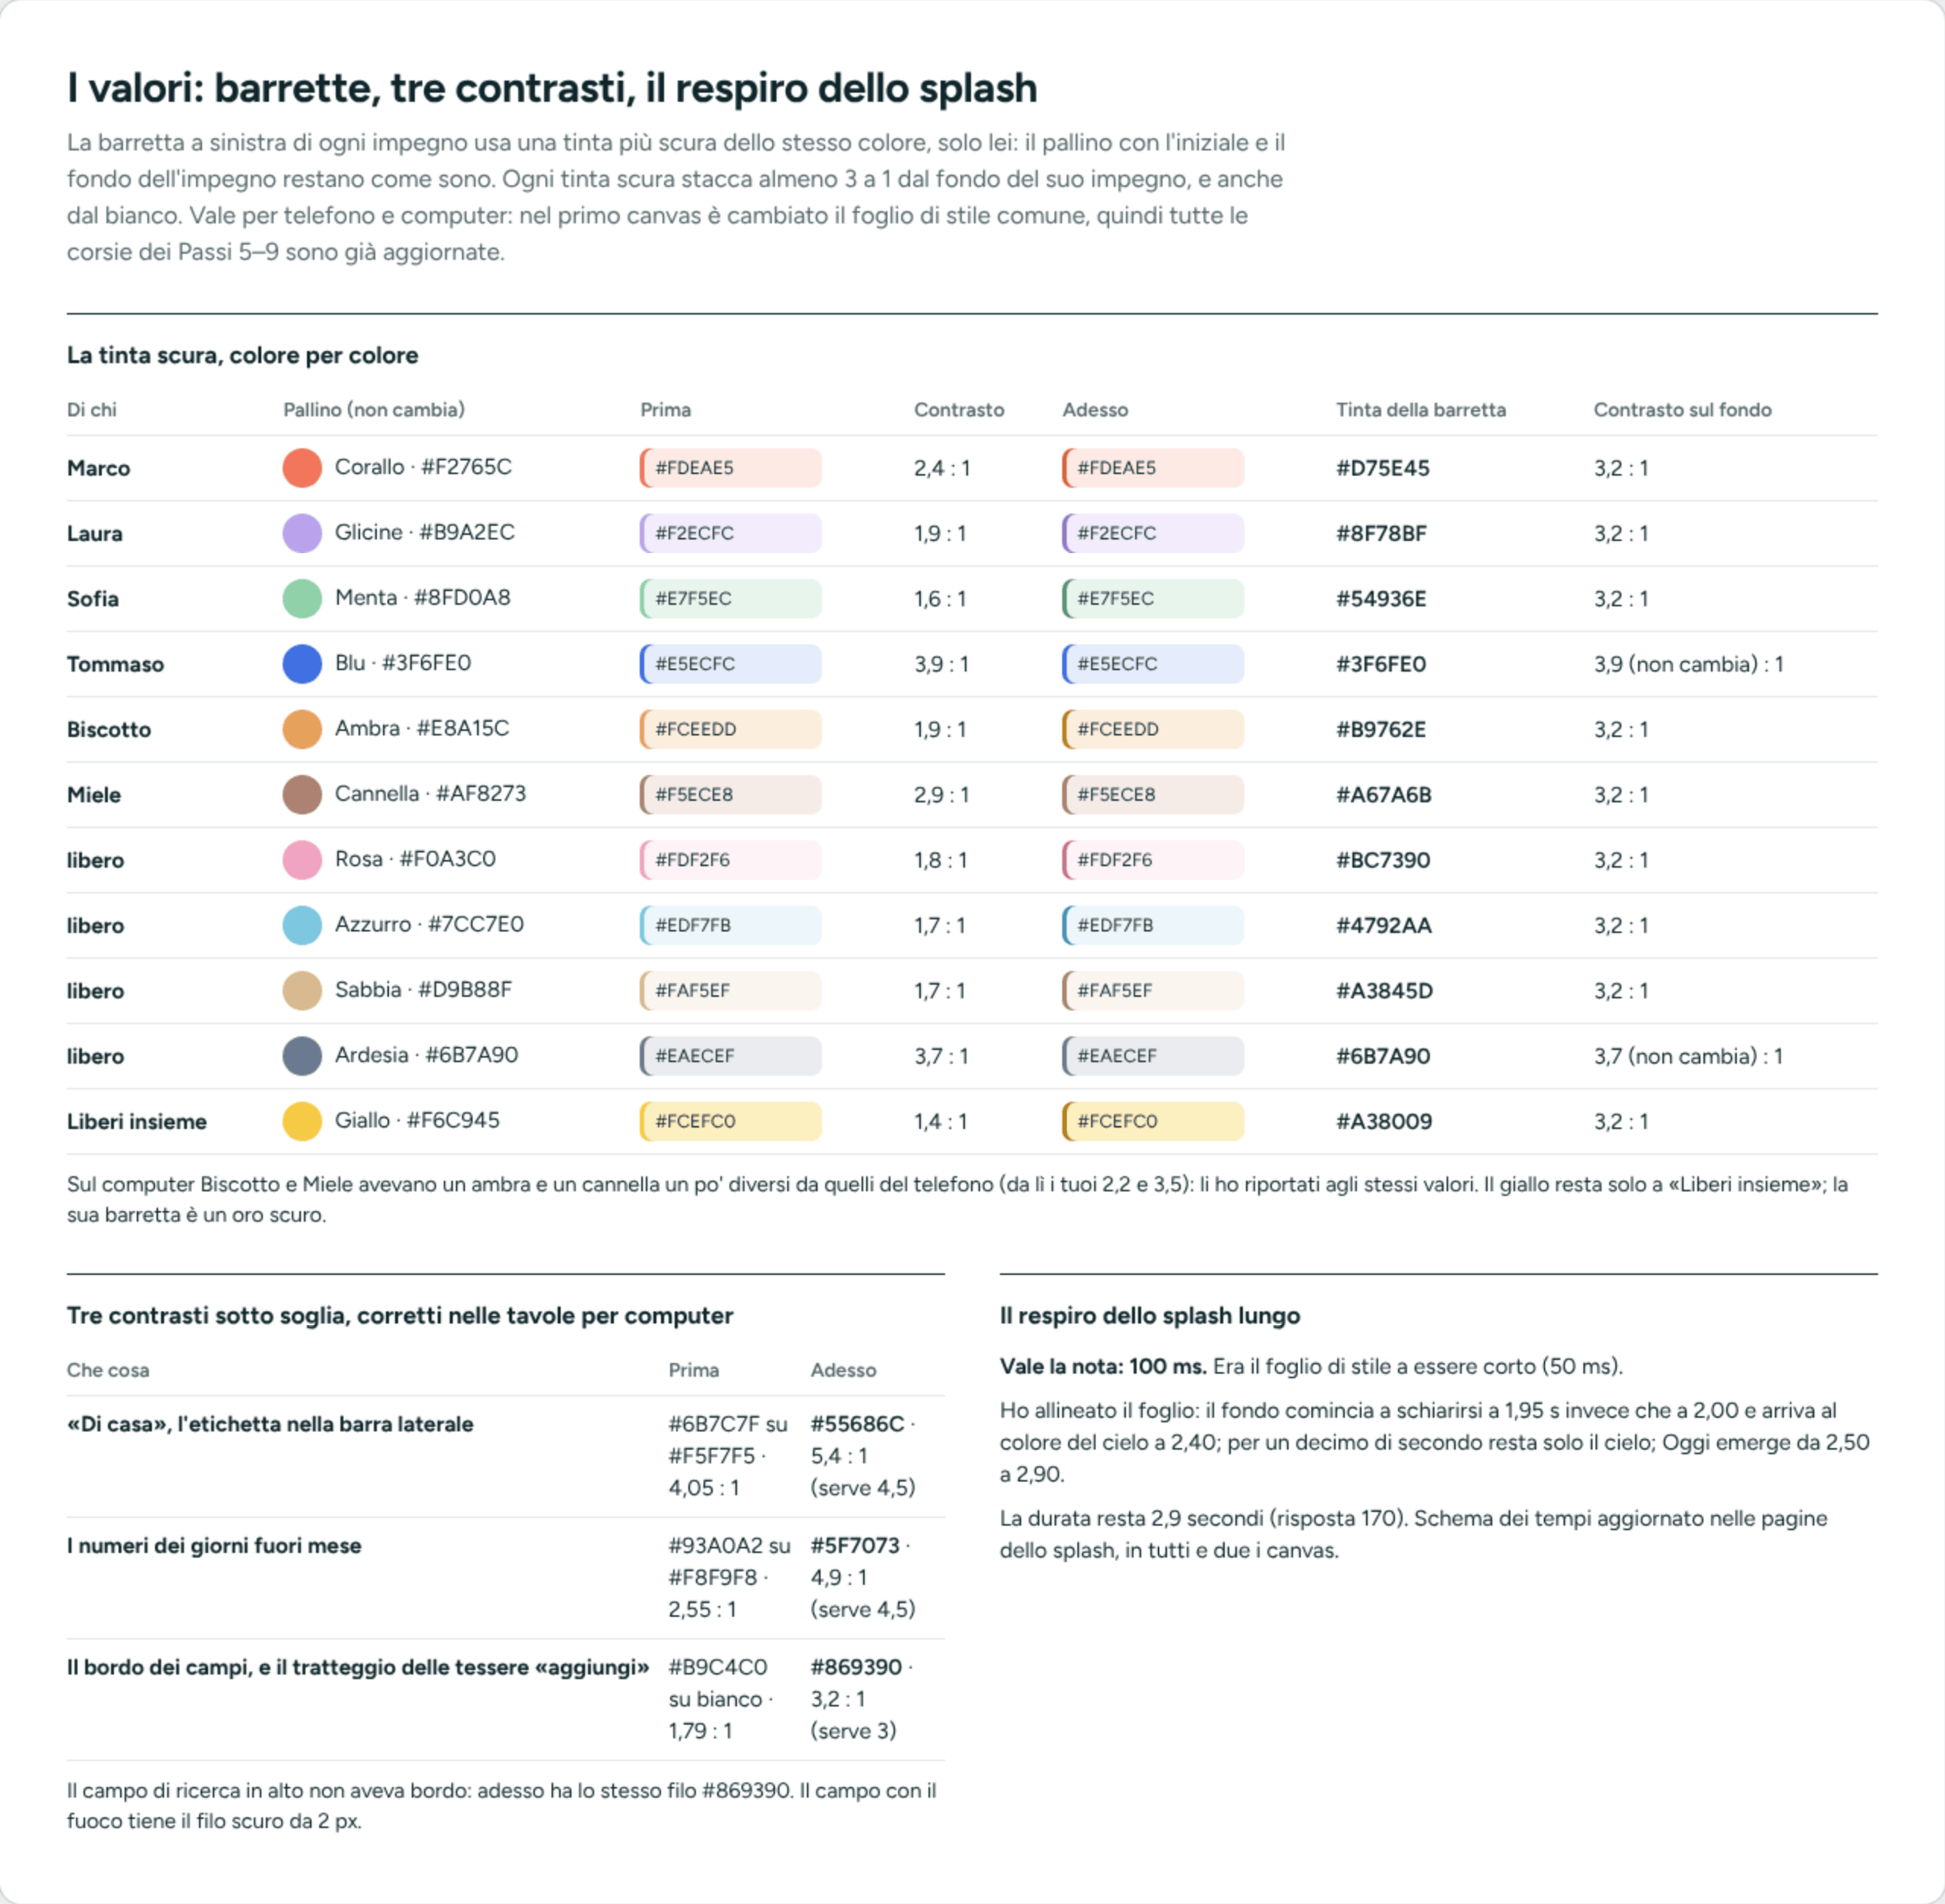 I valori: barrette, tre contrasti, il respiro dello splash
La barretta a sinistra di ogni impegno usa una tinta più scura dello stesso colore, solo lei: il pallino con l'iniziale e il
fondo dell'impegno restano come sono. Ogni tinta scura stacca almeno 3 a 1 dal fondo del suo impegno, e anche
dal bianco. Vale per telefono e computer: nel primo canvas è cambiato il foglio di stile comune, quindi tutte le
corsie dei Passi 5–9 sono già aggiornate.
La tinta scura, colore per colore
Di chi Pallino (non cambia) Prima Contrasto Adesso Tinta della barretta Contrasto sul fondo
Marco Corallo · #F2765C #FDEAE5 2,4 : 1 #FDEAE5 #D75E45 3,2 : 1
Laura Glicine · #B9A2EC #F2ECFC 1,9 : 1 #F2ECFC #8F78BF 3,2 : 1
Sofia Menta · #8FD0A8 #E7F5EC 1,6 : 1 #E7F5EC #54936E 3,2 : 1
Tommaso Blu · #3F6FE0 #E5ECFC 3,9 : 1 #E5ECFC #3F6FE0 3,9 (non cambia) : 1
Biscotto Ambra · #E8A15C #FCEEDD 1,9 : 1 #FCEEDD #B9762E 3,2 : 1
Miele Cannella · #AF8273 #F5ECE8 2,9 : 1 #F5ECE8 #A67A6B 3,2 : 1
libero Rosa · #F0A3C0 #FDF2F6 1,8 : 1 #FDF2F6 #BC7390 3,2 : 1
libero Azzurro · #7CC7E0 #EDF7FB 1,7 : 1 #EDF7FB #4792AA 3,2 : 1
libero Sabbia · #D9B88F #FAF5EF 1,7 : 1 #FAF5EF #A3845D 3,2 : 1
libero Ardesia · #6B7A90 #EAECEF 3,7 : 1 #EAECEF #6B7A90 3,7 (non cambia) : 1
Liberi insieme Giallo · #F6C945 #FCEFC0 1,4 : 1 #FCEFC0 #A38009 3,2 : 1
Sul computer Biscotto e Miele avevano un ambra e un cannella un po' diversi da quelli del telefono (da lì i tuoi 2,2 e 3,5): li ho riportati agli stessi valori. Il giallo resta solo a «Liberi insieme»; la
sua barretta è un oro scuro.
Tre contrasti sotto soglia, corretti nelle tavole per computer
Che cosa Prima Adesso
«Di casa», l'etichetta nella barra laterale #6B7C7F su #55686C ·
#F5F7F5 · 5,4 : 1
4,05 : 1 (serve 4,5)
I numeri dei giorni fuori mese #93A0A2 su #5F7073 ·
#F8F9F8 · 4,9 : 1
2,55 : 1 (serve 4,5)
Il bordo dei campi, e il tratteggio delle tessere «aggiungi» #B9C4C0 #869390 ·
su bianco · 3,2 : 1
1,79 : 1 (serve 3)
Il campo di ricerca in alto non aveva bordo: adesso ha lo stesso filo #869390. Il campo con il
fuoco tiene il filo scuro da 2 px.
Il respiro dello splash lungo
Vale la nota: 100 ms. Era il foglio di stile a essere corto (50 ms).
Ho allineato il foglio: il fondo comincia a schiarirsi a 1,95 s invece che a 2,00 e arriva al
colore del cielo a 2,40; per un decimo di secondo resta solo il cielo; Oggi emerge da 2,50
a 2,90.
La durata resta 2,9 secondi (risposta 170). Schema dei tempi aggiornato nelle pagine
dello splash, in tutti e due i canvas.